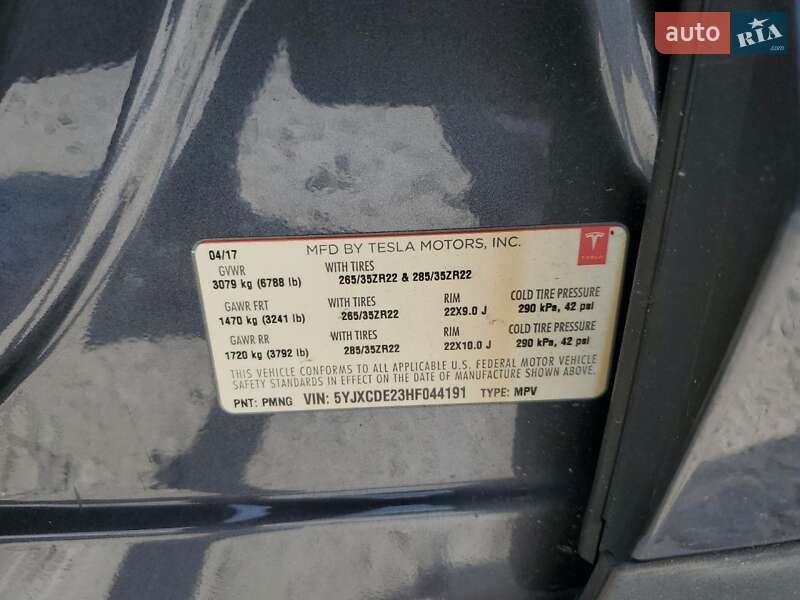 auto RIA.com
MFD BY TESLA MOTORS, INC.
TESLA
04/17
GVWR WITH TIRES
3079 kg (6788 lb) 265/35ZR22 & 285/35ZR22
GAWR FRT WITH TIRES RIM COLD TIRE PRESSURE
1470 kg (3241 lb) 265/35ZR22 22X9.0 J 290 kPa, 42 psi
GAWR RR WITH TIRES RIM COLD TIRE PRESSURE
1720 kg (3792 lb) 285/35ZR22 22X10.0 J 290 kPa, 42 psi
THIS VEHICLE CONFORMS TO ALL APPLICABLE U.S. FEDERAL MOTOR VEHICLE
SAFETY STANDARDS IN EFFECT ON THE DATE OF MANUFACTURE SHOWN ABOVE.
PNT: PMNG VIN: 5YJXCDE23HF044191 TYPE: MPV